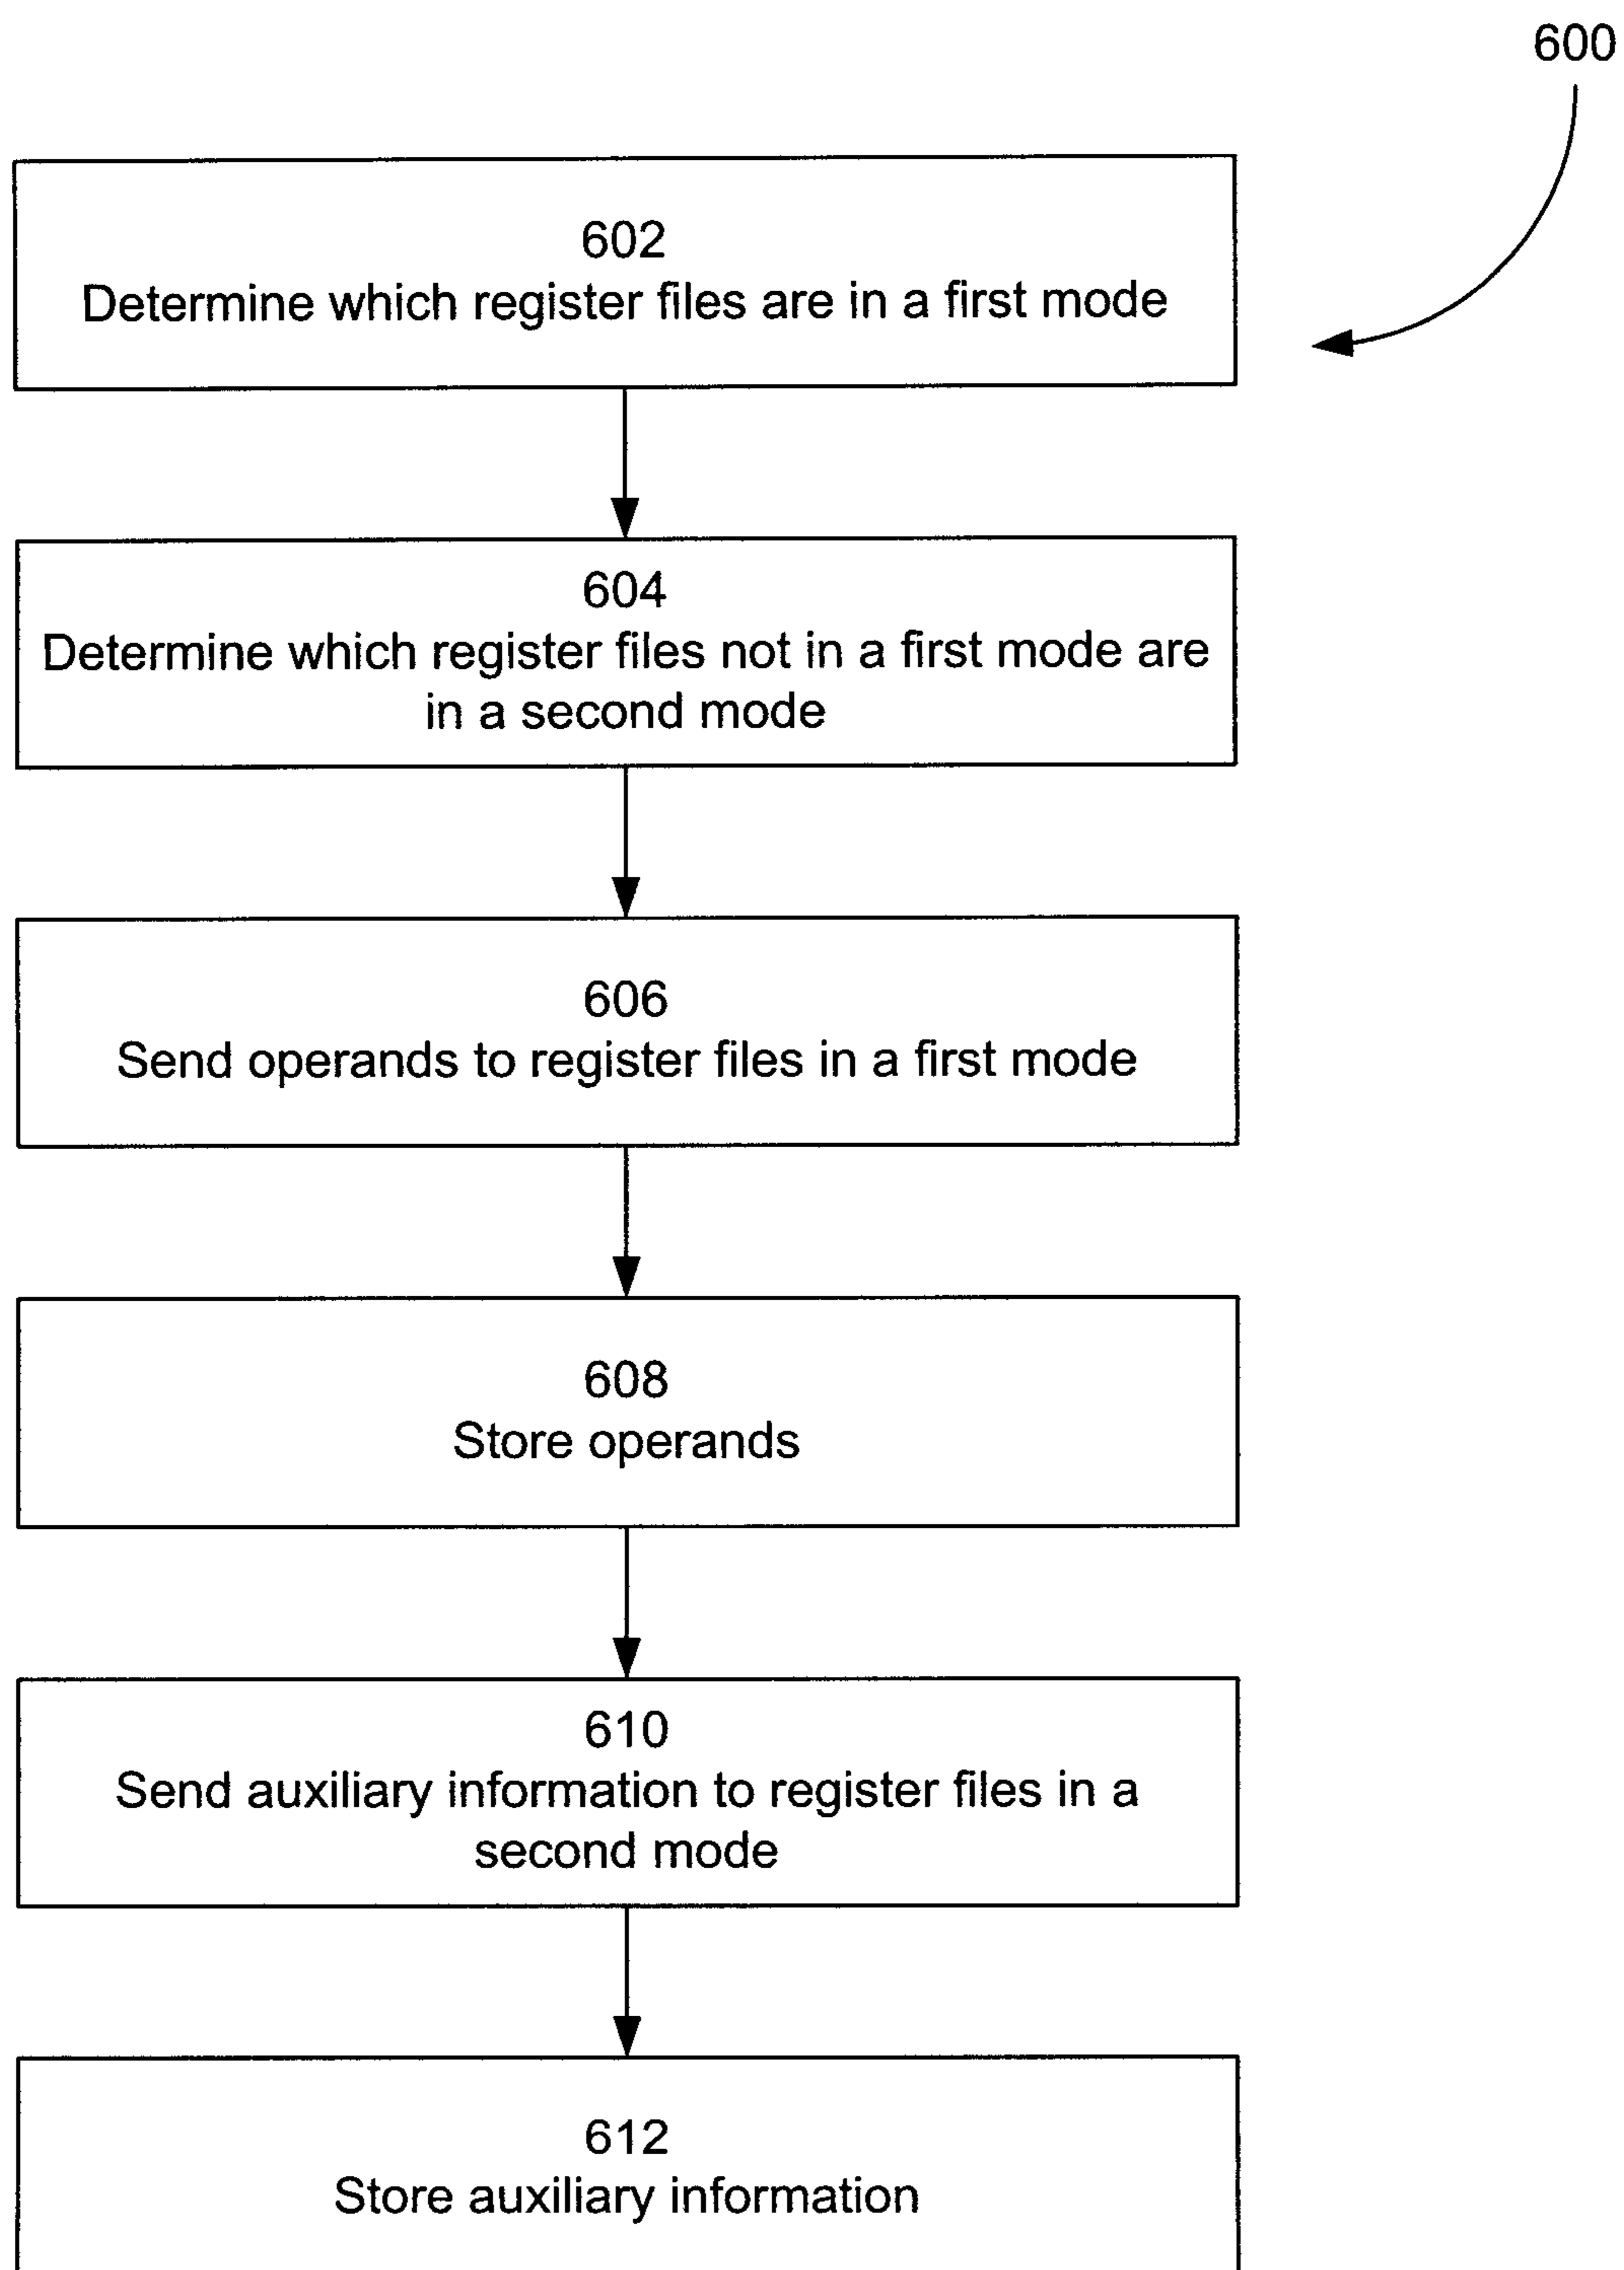 600
602
Determine which register files are in a first mode
604
Determine which register files not in a first mode are
in a second mode
606
Send operands to register files in a first mode
608
Store operands
610
Send auxiliary information to register files in a
second mode
612
Store auxiliary information